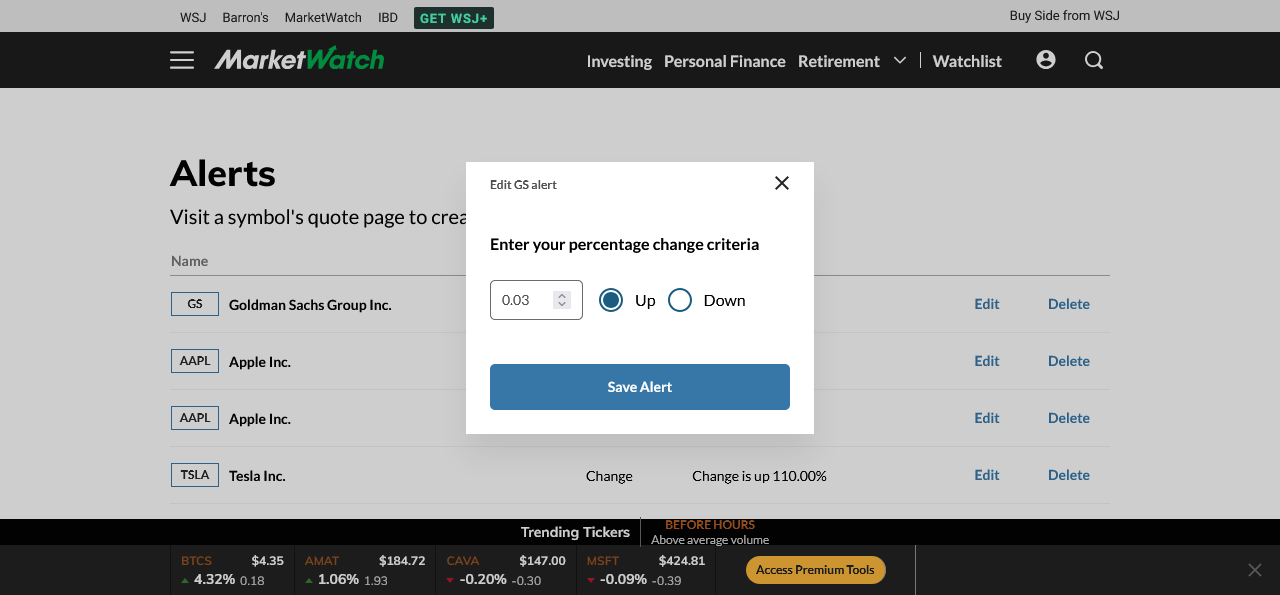 WSJ Barron's MarketWatch IBD GET WSJ+ Buy Side from WSJ
MarketWatch Investing Personal Finance Retirement Watchlist
Alerts
Visit a symbol's quote page to crea
Name
GS Goldman Sachs Group Inc. Edit Delete
AAPL Apple Inc. Edit Delete
AAPL Apple Inc. Edit Delete
TSLA Tesla Inc. Change Change is up 110.00% Edit Delete
Edit GS alert
Enter your percentage change criteria
0.03 Up Down
Save Alert
Trending Tickers
BEFORE HOURS
Above average volume
BTCS $4.35
4.32% 0.18
AMAT $184.72
1.06% 1.93
CAVA $147.00
-0.20% -0.30
MSFT $424.81
-0.09% -0.39
Access Premium Tools